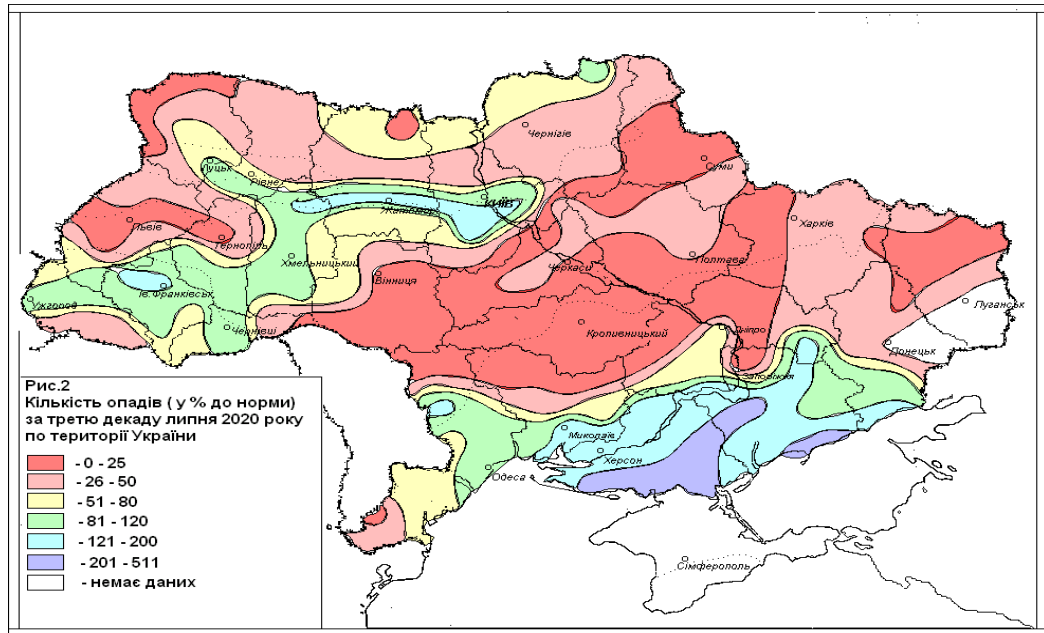 Чернігів
Суми
Луцьк
Рівне
Житомир
КИЇВ
Львів
Тернопіль
Хмельницький
Вінниця
Черкаси
Полтава
Харків
Ужгород
Ів. Франківськ
Чернівці
Кропивницький
Дніпро
Луганськ
Донецьк
Запоріжжя
Миколаїв
Херсон
Одеса
Сімферополь
Рис.2
Кількість опадів ( у % до норми)
за третю декаду липня 2020 року
по території України
- 0 - 25
- 26 - 50
- 51 - 80
- 81 - 120
- 121 - 200
- 201 - 511
- немає даних